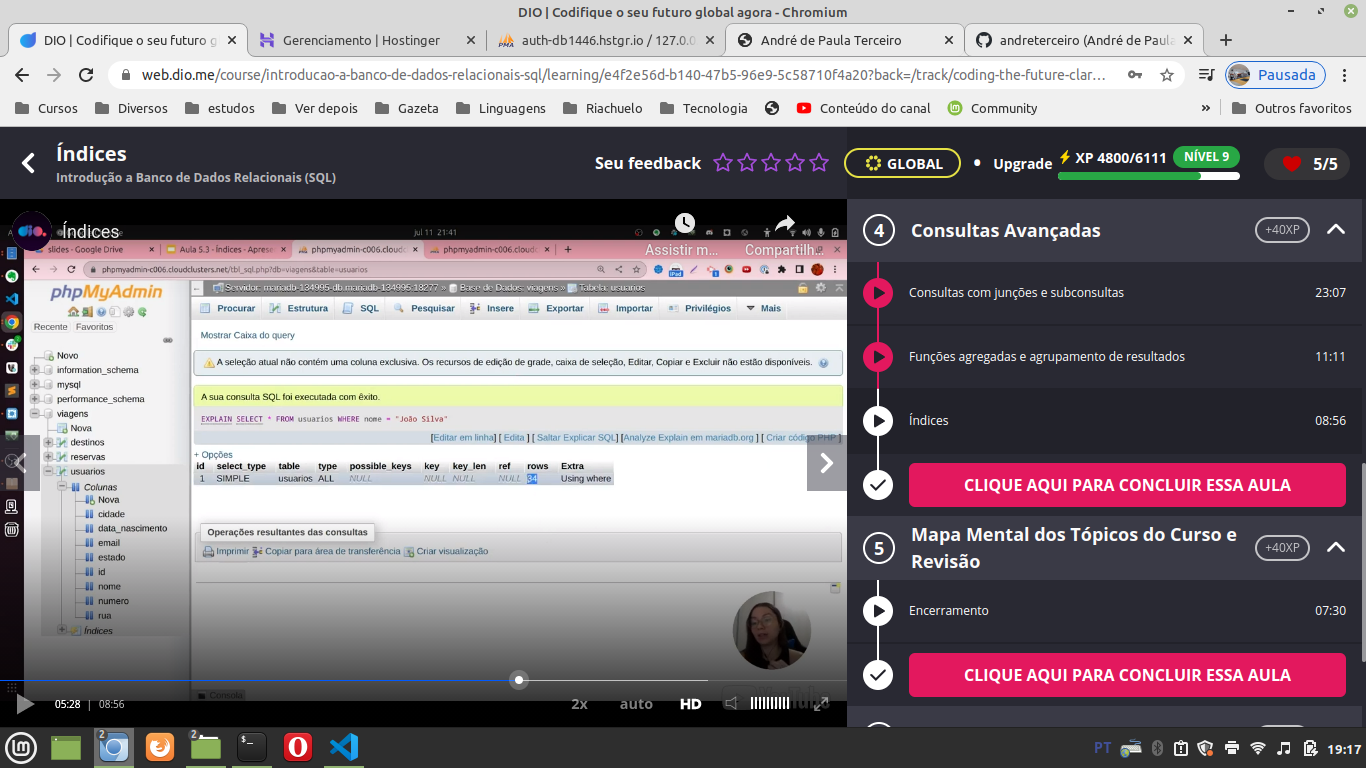 DIO | Codifique o seu futuro global agora - Chromium
DIO | Codifique o seu futuro g
Gerenciamento | Hostinger
auth-db1446.hstgr.io / 127.0.0
André de Paula Terceiro
andreterceiro (André de Paula
web.dio.me/course/introducao-a-banco-de-dados-relacionais-sql/learning/e4f2e56d-b140-47b5-96e9-5c58710f4a20?back=/track/coding-the-future-clar...
Pausada
Cursos
Diversos
estudos
Ver depois
Gazeta
Linguagens
Riachuelo
Tecnologia
Conteúdo do canal
Community
»
Outros favoritos
Índices
Introdução a Banco de Dados Relacionais (SQL)
Seu feedback
GLOBAL
• Upgrade
XP 4800/6111
NÍVEL 9
5/5
dio.
Índices
jul 11 21:41
Assistir m...
Compartilh...
slides - Google Drive
Aula 5.3 - Índices - Aprese
phpmyadmin-c006.cloudc
phpmyadmin-c006.cloudc
phpmyadmin-c006.cloudclusters.net/tbl_sql.php?db=viagens&table=usuarios
phpMyAdmin
Recente Favoritos
Novo
information_schema
mysql
performance_schema
viagens
Nova
destinos
reservas
usuarios
Colunas
Nova
cidade
data_nascimento
email
estado
id
nome
numero
rua
Índices
Servidor: mariadb-134995-db.mariadb-134995:18277 » Base de Dados: viagens » Tabela: usuarios
Procurar Estrutura SQL Pesquisar Insere Exportar Importar Privilégios Mais
Mostrar Caixa do query
A seleção atual não contém uma coluna exclusiva. Os recursos de edição de grade, caixa de seleção, Editar, Copiar e Excluir não estão disponíveis.
A sua consulta SQL foi executada com êxito.
EXPLAIN SELECT * FROM usuarios WHERE nome = "João Silva"
[Editar em linha] [ Edita ] [ Saltar Explicar SQL] [Analyze Explain em mariadb.org ] [ Criar código PHP ]
+ Opções
id select_type table type possible_keys key key_len ref rows Extra
1 SIMPLE usuarios ALL NULL NULL NULL NULL 34 Using where
Operações resultantes das consultas
Imprimir Copiar para área de transferência Criar visualização
Consola
05:28 | 08:56
2x
auto
HD
4
Consultas Avançadas
+40XP
Consultas com junções e subconsultas
23:07
Funções agregadas e agrupamento de resultados
11:11
Índices
08:56
CLIQUE AQUI PARA CONCLUIR ESSA AULA
5
Mapa Mental dos Tópicos do Curso e
Revisão
+40XP
Encerramento
07:30
CLIQUE AQUI PARA CONCLUIR ESSA AULA
2
2
PT
19:17